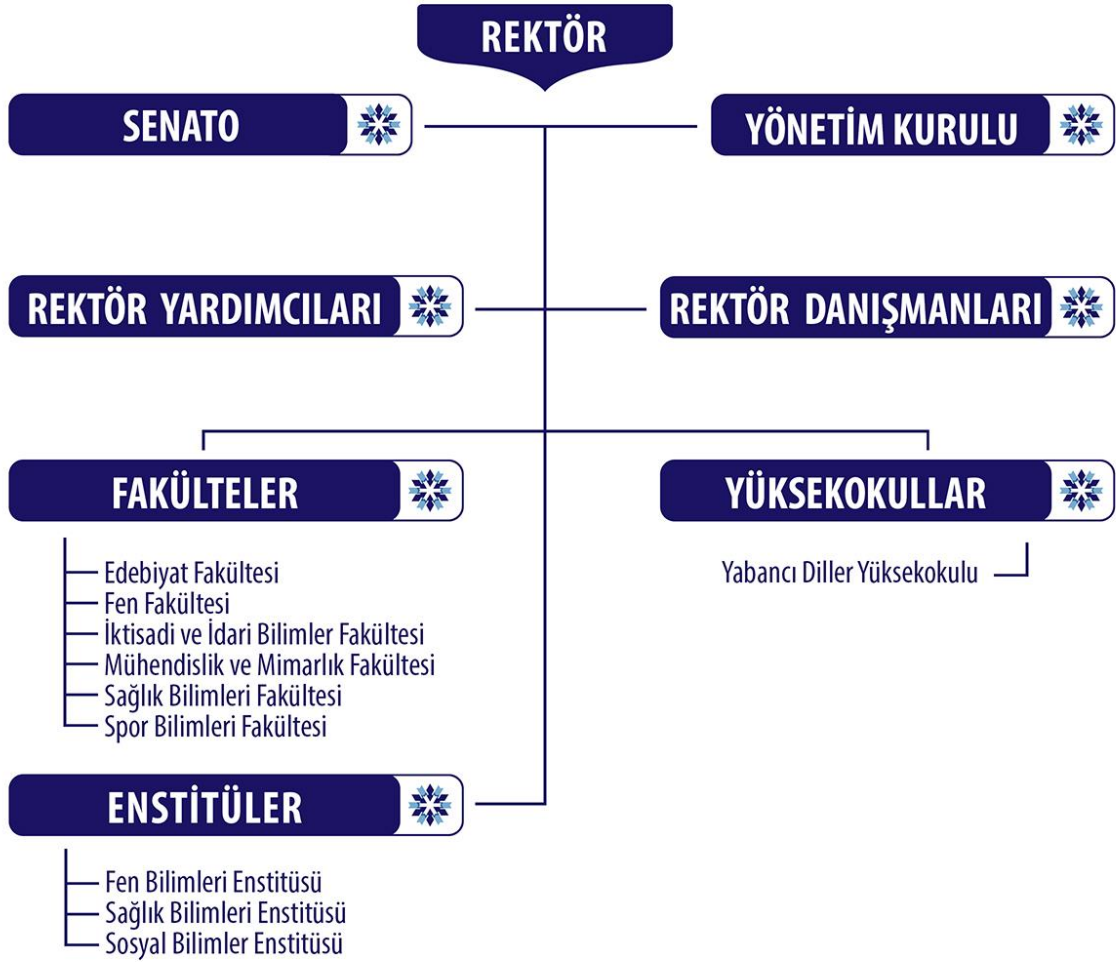 REKTÖR
SENATO
YÖNETİM KURULU
REKTÖR YARDIMCILARI
REKTÖR DANIŞMANLARI
FAKÜLTELER
Edebiyat Fakültesi
Fen Fakültesi
İktisadi ve İdari Bilimler Fakültesi
Mühendislik ve Mimarlık Fakültesi
Sağlık Bilimleri Fakültesi
Spor Bilimleri Fakültesi
YÜKSEKOKULLAR
Yabancı Diller Yüksekokulu
ENSTİTÜLER
Fen Bilimleri Enstitüsü
Sağlık Bilimleri Enstitüsü
Sosyal Bilimler Enstitüsü